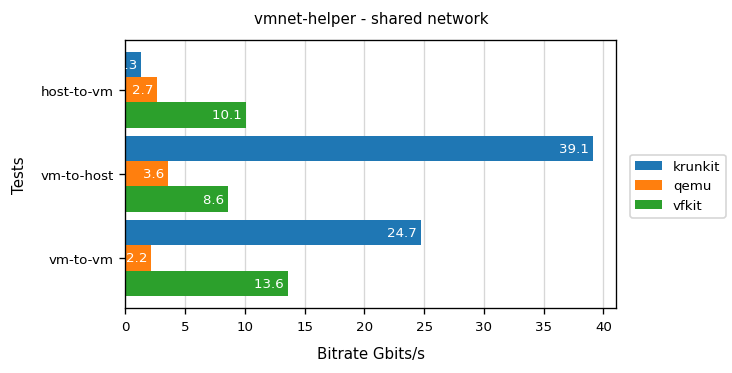 vmnet-helper - shared network
Tests
host-to-vm
.3
2.7
10.1
vm-to-host
39.1
3.6
8.6
vm-to-vm
24.7
2.2
13.6
0 5 10 15 20 25 30 35 40
Bitrate Gbits/s
krunkit
qemu
vfkit